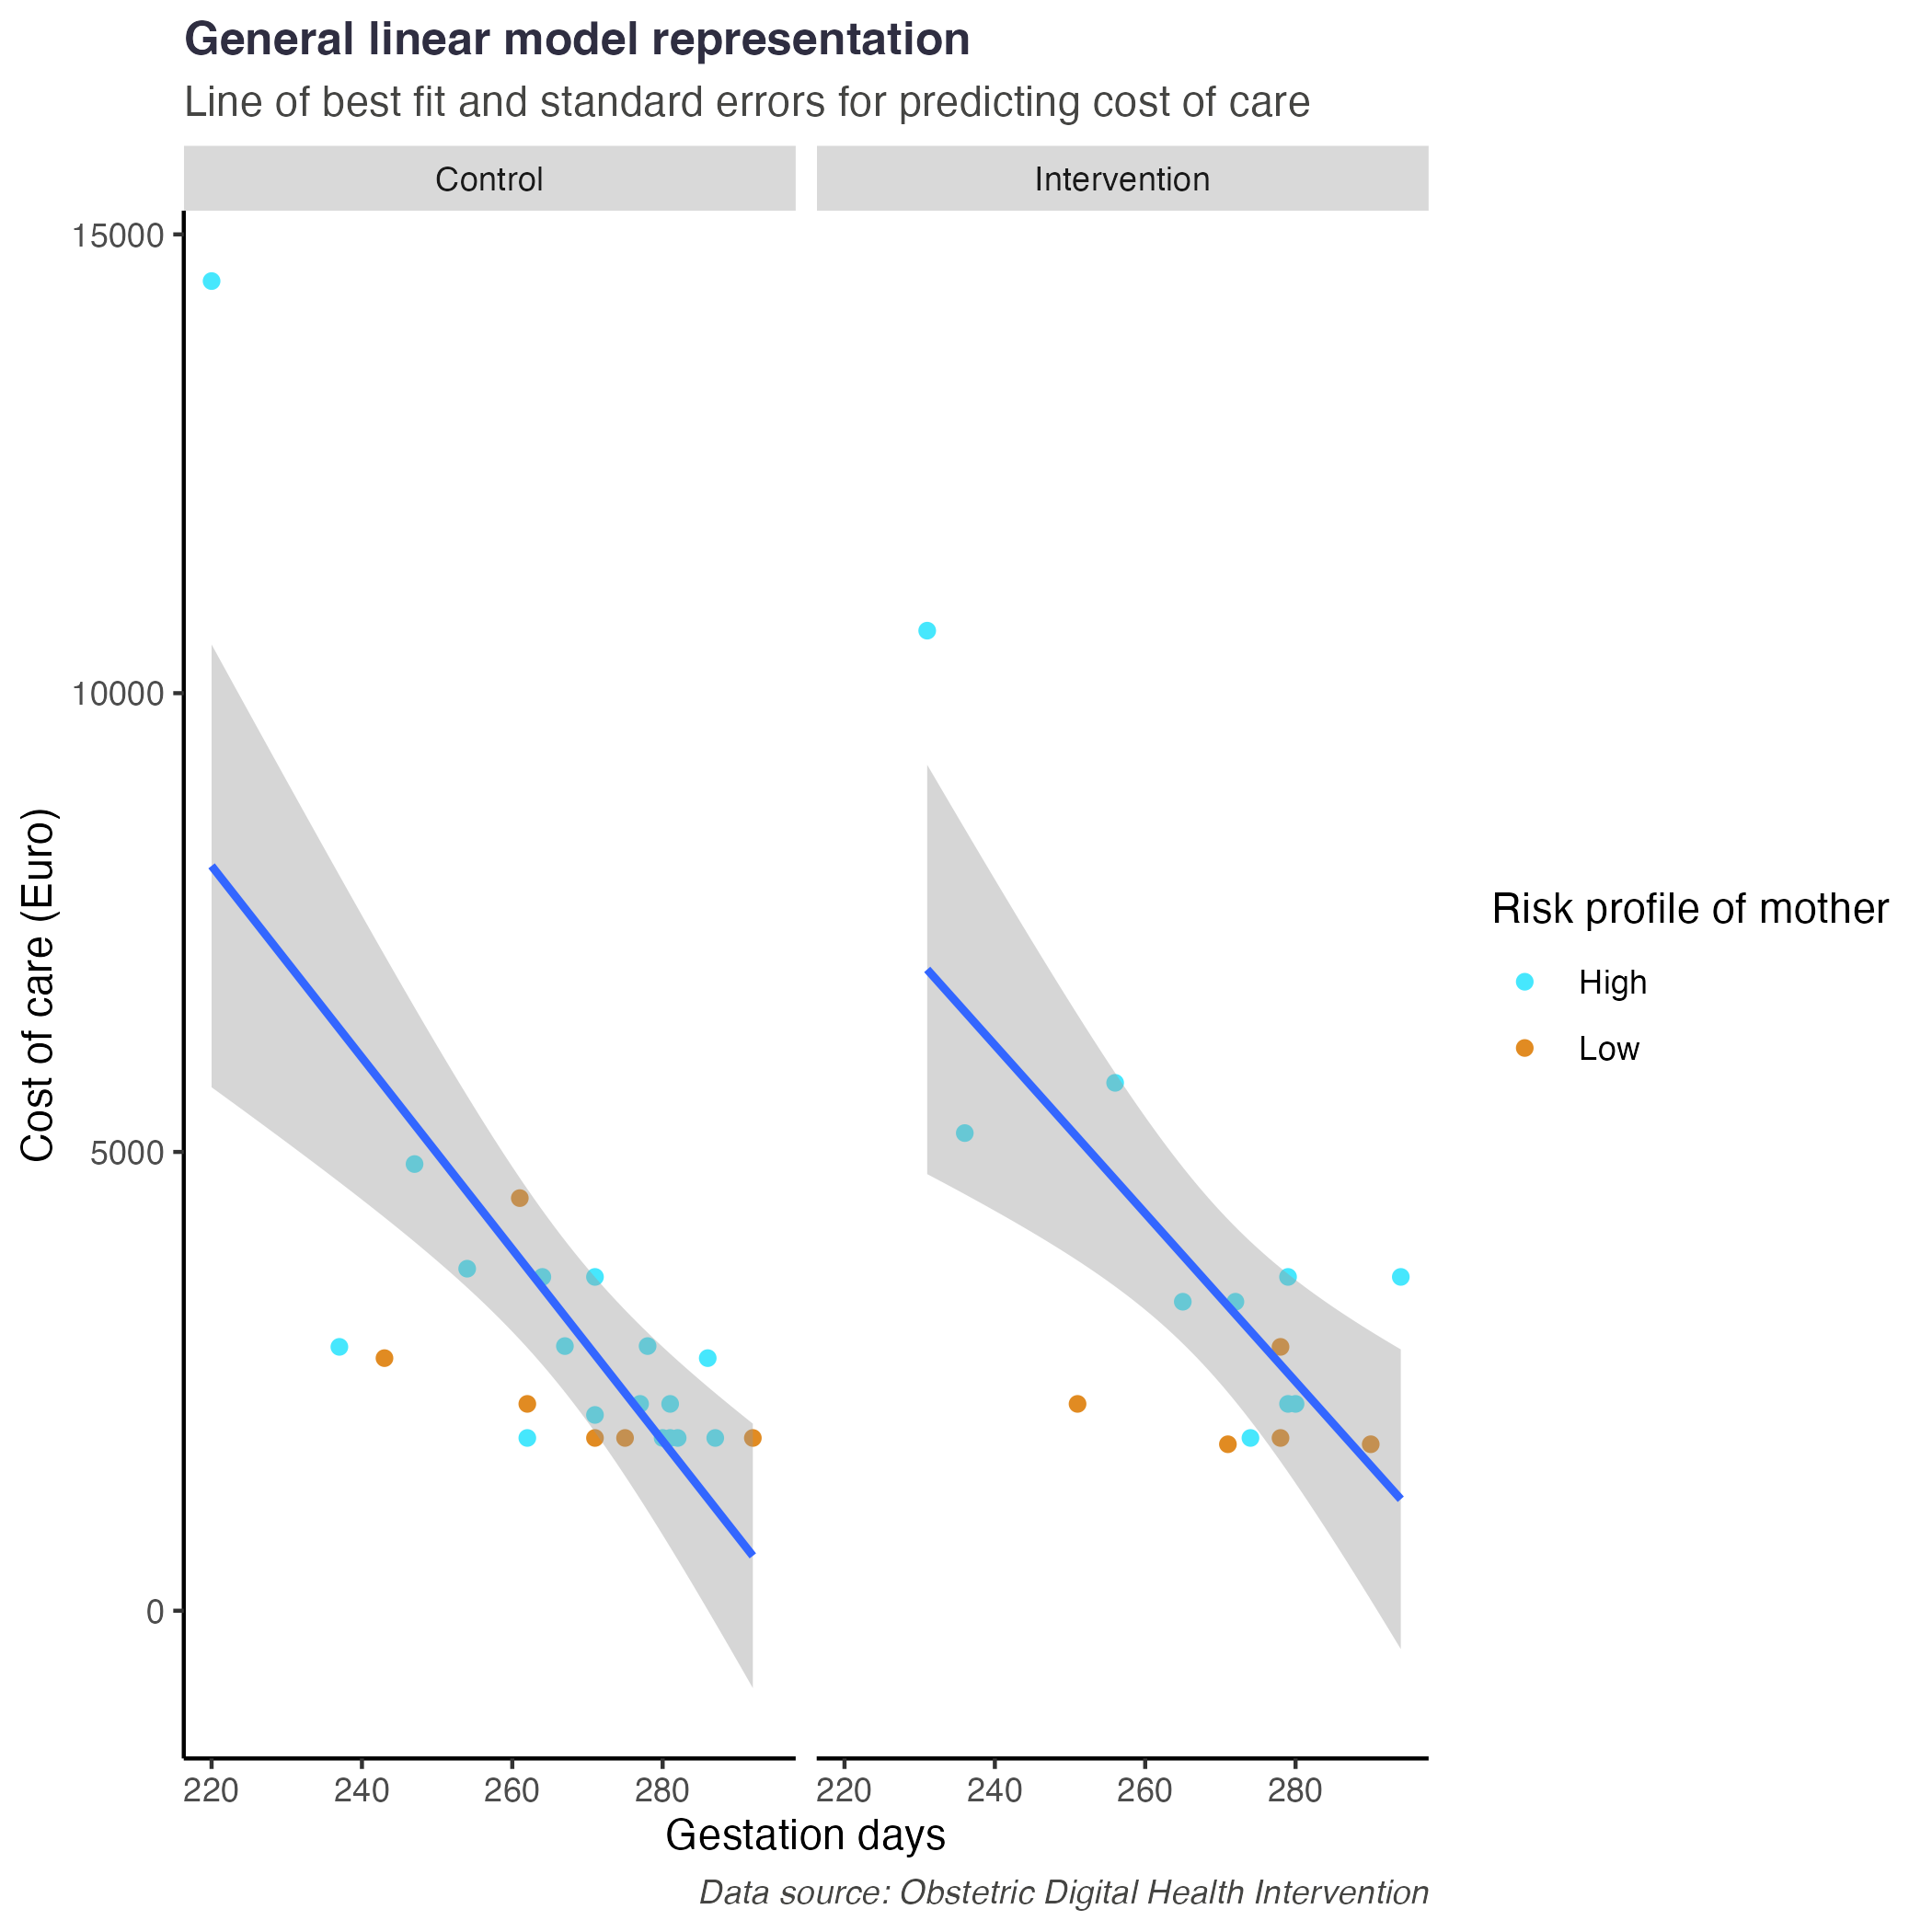 General linear model representation
Line of best fit and standard errors for predicting cost of care
Control
Intervention
15000
10000
5000
0
Cost of care (Euro)
220 240 260 280
220 240 260 280
Gestation days
Risk profile of mother
High
Low
Data source: Obstetric Digital Health Intervention